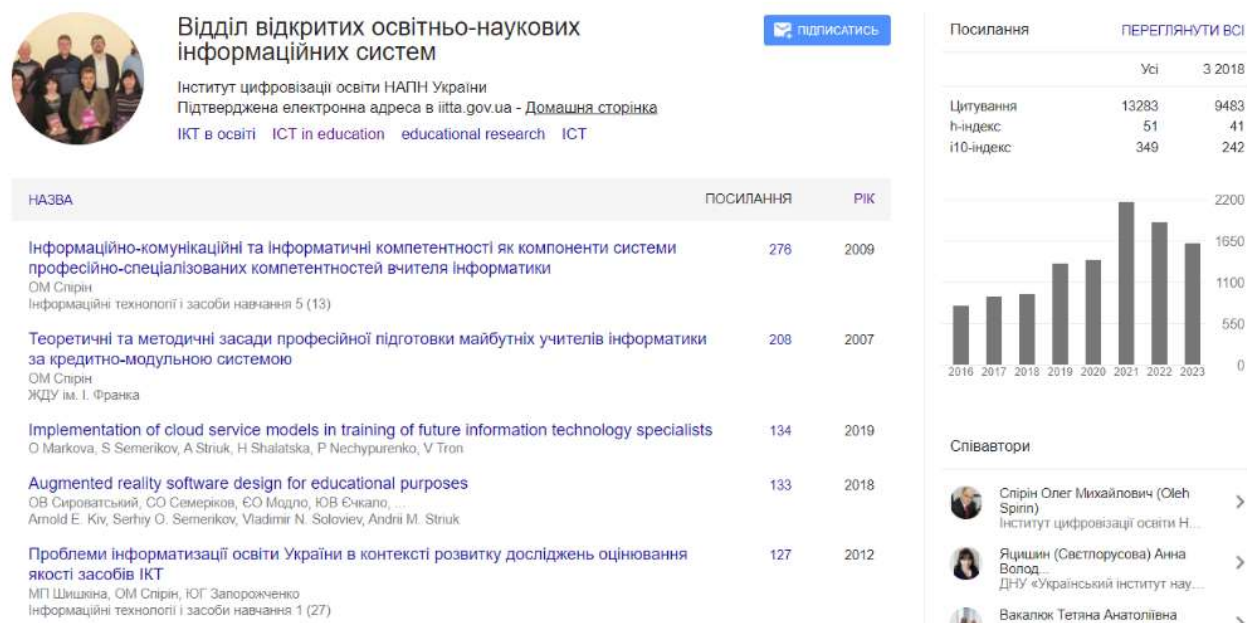 Відділ відкритих освітньо-наукових
інформаційних систем
ПІДПИСАТИСЬ
Інститут цифровізації освіти НАПН України
Підтверджена електронна адреса в iitta.gov.ua - Домашня сторінка
ІКТ в освіті ICT in education educational research ICT
НАЗВА ПОСИЛАННЯ РІК
Інформаційно-комунікаційні та інформатичні компетентності як компоненти системи 276 2009
професійно-спеціалізованих компетентностей вчителя інформатики
ОМ Спірін
Інформаційні технології і засоби навчання 5 (13)
Теоретичні та методичні засади професійної підготовки майбутніх учителів інформатики 208 2007
за кредитно-модульною системою
ОМ Спірін
ЖДУ ім. І. Франка
Implementation of cloud service models in training of future information technology specialists 134 2019
O Markova, S Semerikov, A Striuk, H Shalatska, P Nechypurenko, V Tron
Augmented reality software design for educational purposes 133 2018
ОВ Сироватський, СО Семеріков, ЄО Модло, ЮВ Єчкало, ...
Arnold E. Kiv, Serhiy O. Semerikov, Vladimir N. Soloviev, Andrii M. Striuk
Проблеми інформатизації освіти України в контексті розвитку досліджень оцінювання 127 2012
якості засобів ІКТ
МП Шишкіна, ОМ Спірін, ЮГ Запорожченко
Інформаційні технології і засоби навчання 1 (27)
Посилання ПЕРЕГЛЯНУТИ ВСІ
Усі З 2018
Цитування 13283 9483
h-індекс 51 41
i10-індекс 349 242
2200
1650
1100
550
0
2016 2017 2018 2019 2020 2021 2022 2023
Співавтори
Спірін Олег Михайлович (Oleh
Spirin)
Інститут цифровізації освіти Н...
Яцишин (Свєтлорусова) Анна
Волод...
ДНУ «Український інститут нау...
Вакалюк Тетяна Анатоліївна